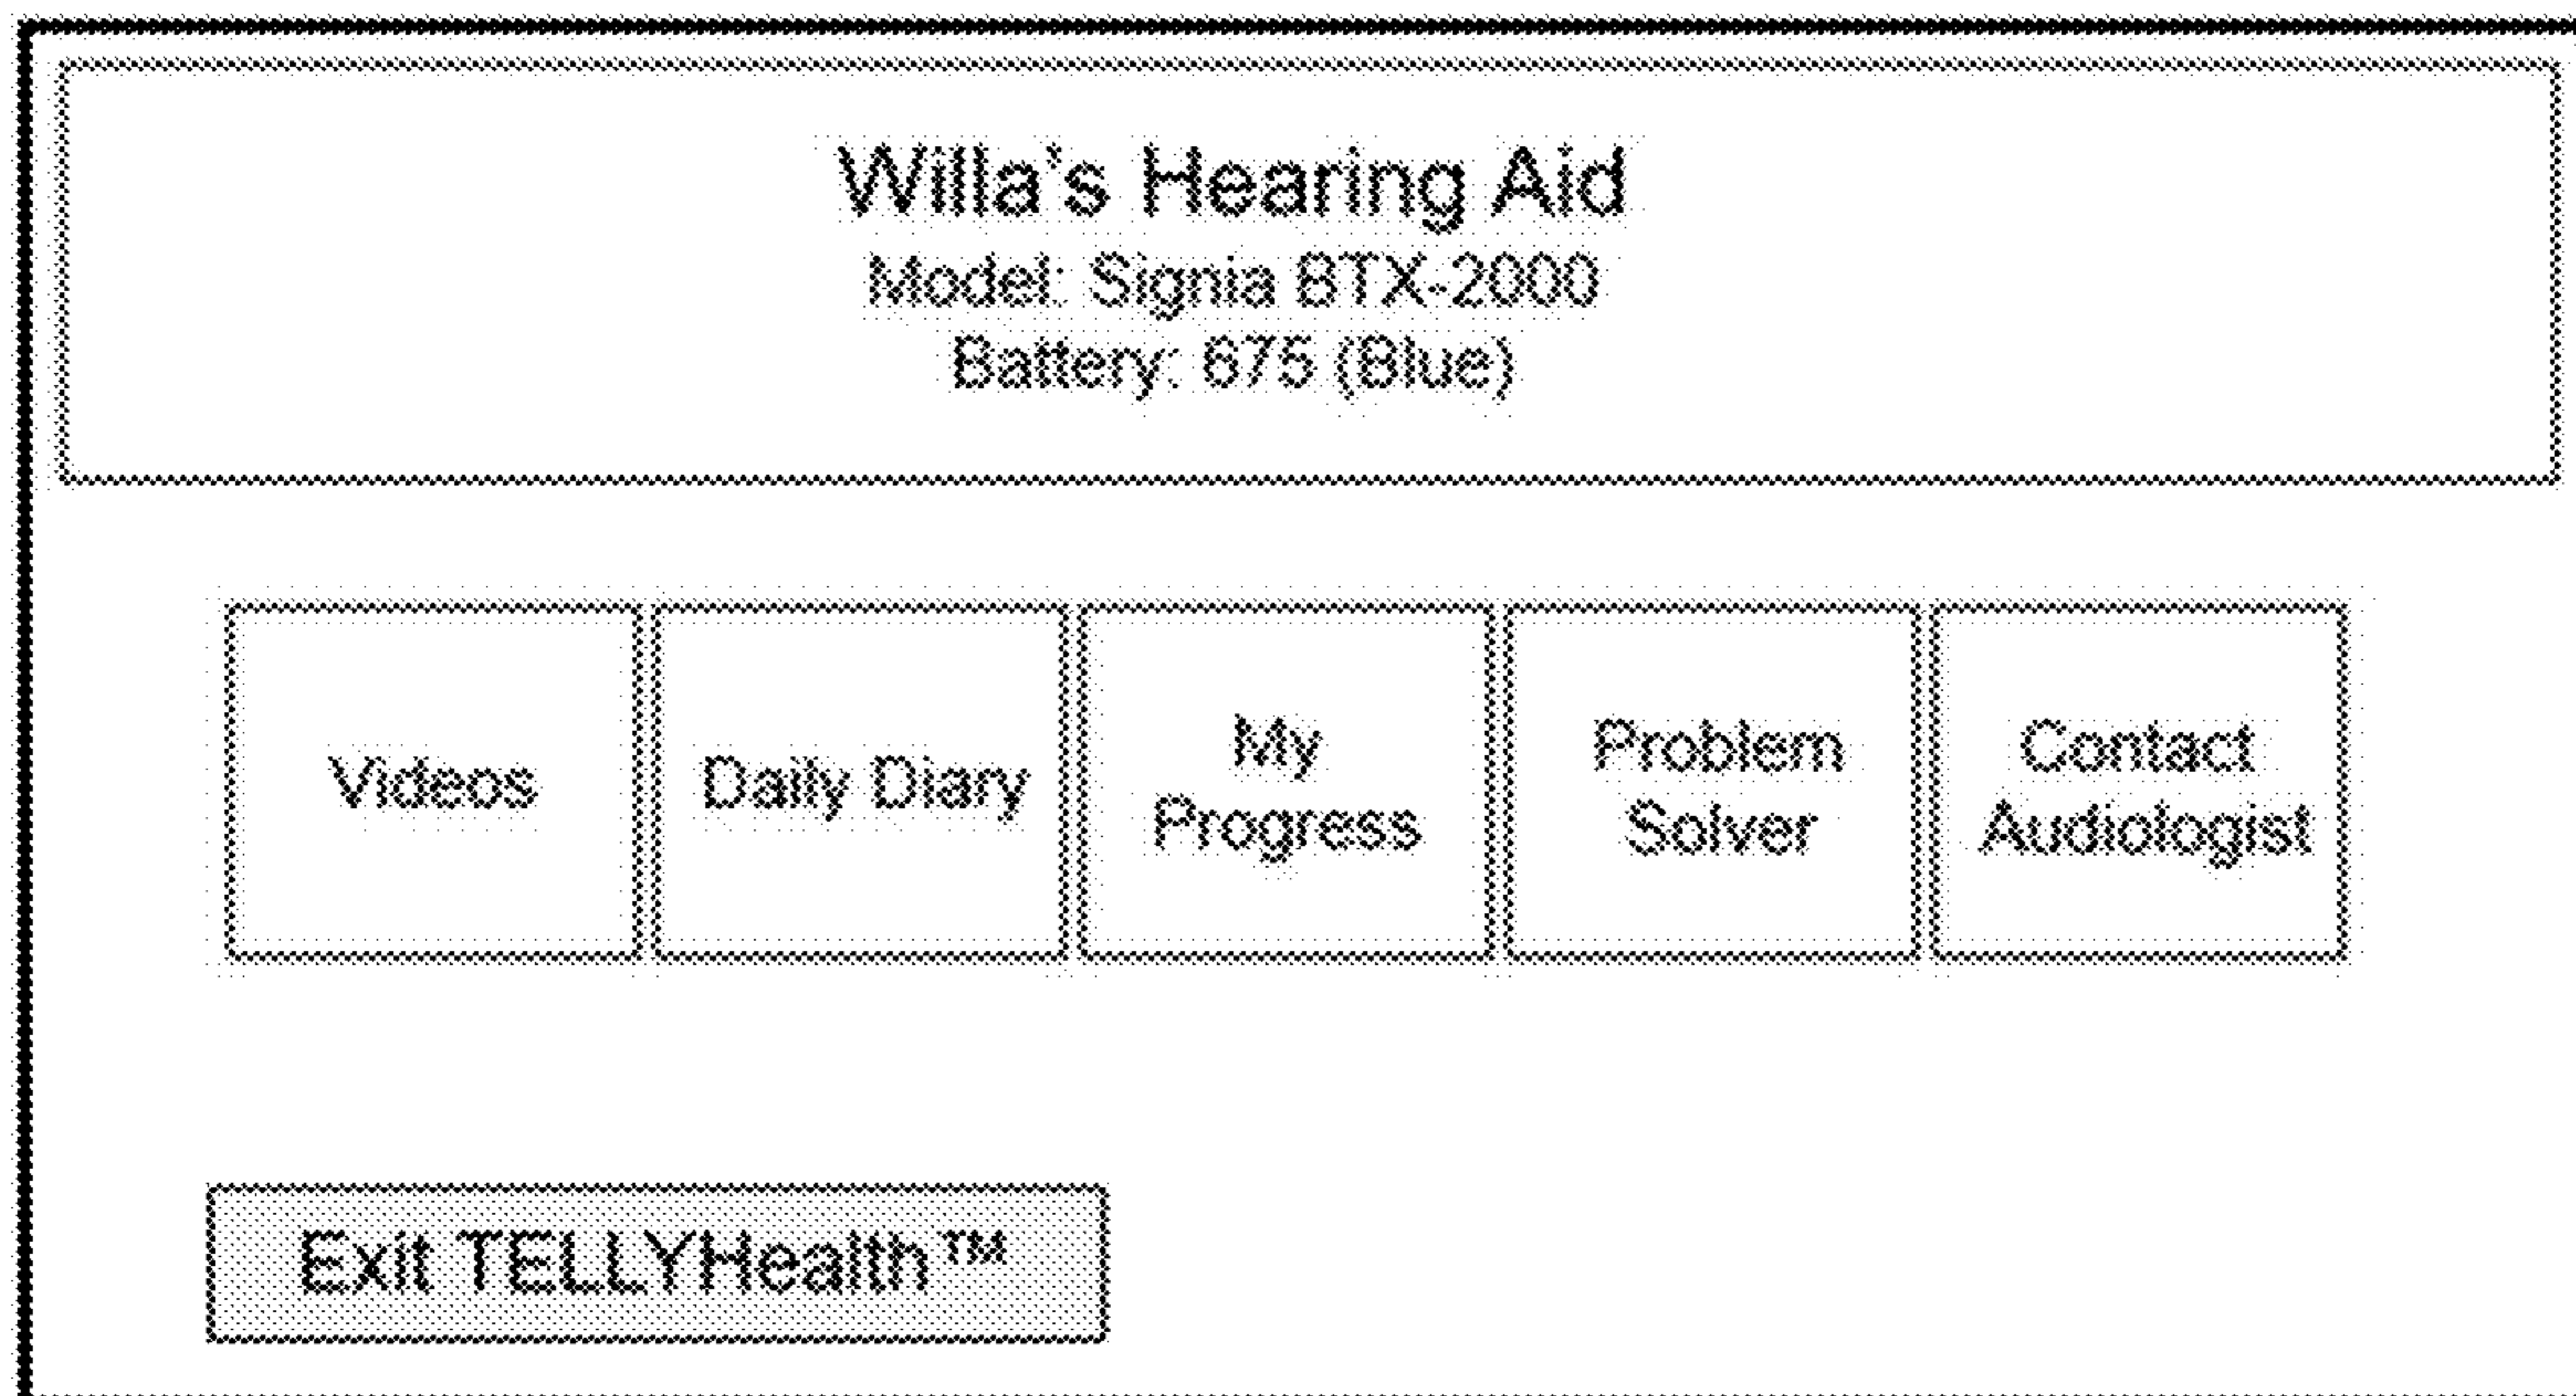 Willa's Hearing Aid
Model: Signia BTX-2000
Battery: 675 (Blue)
Videos
Daily Diary
My
Progress
Problem
Solver
Contact
Audiologist
Exit TELLYHealth™